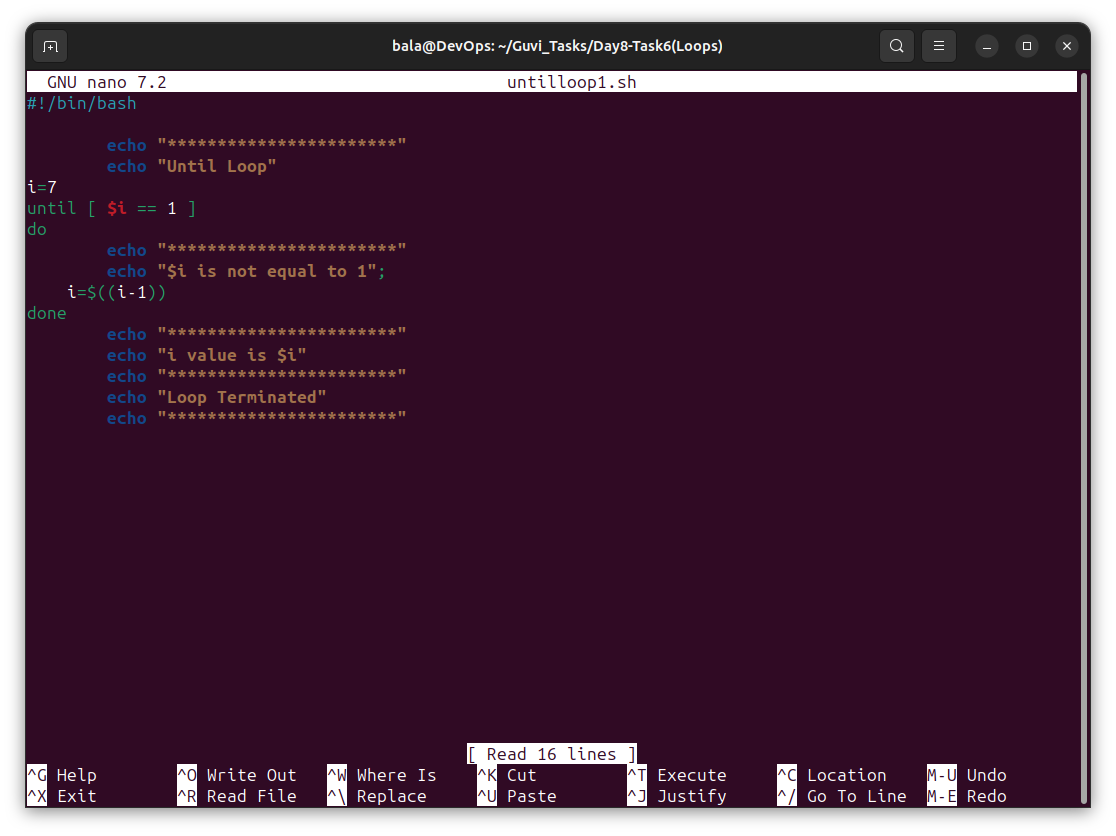 bala@DevOps: ~/Guvi_Tasks/Day8-Task6(Loops)
GNU nano 7.2 untilloop1.sh
#!/bin/bash
echo "***********************"
echo "Until Loop"
i=7
until [ $i == 1 ]
do
echo "***********************"
echo "$i is not equal to 1";
i=$((i-1))
done
echo "***********************"
echo "i value is $i"
echo "***********************"
echo "Loop Terminated"
echo "***********************"
[ Read 16 lines ]
^G Help ^O Write Out ^W Where Is ^K Cut ^T Execute ^C Location M-U Undo
^X Exit ^R Read File ^\ Replace ^U Paste ^J Justify ^/ Go To Line M-E Redo